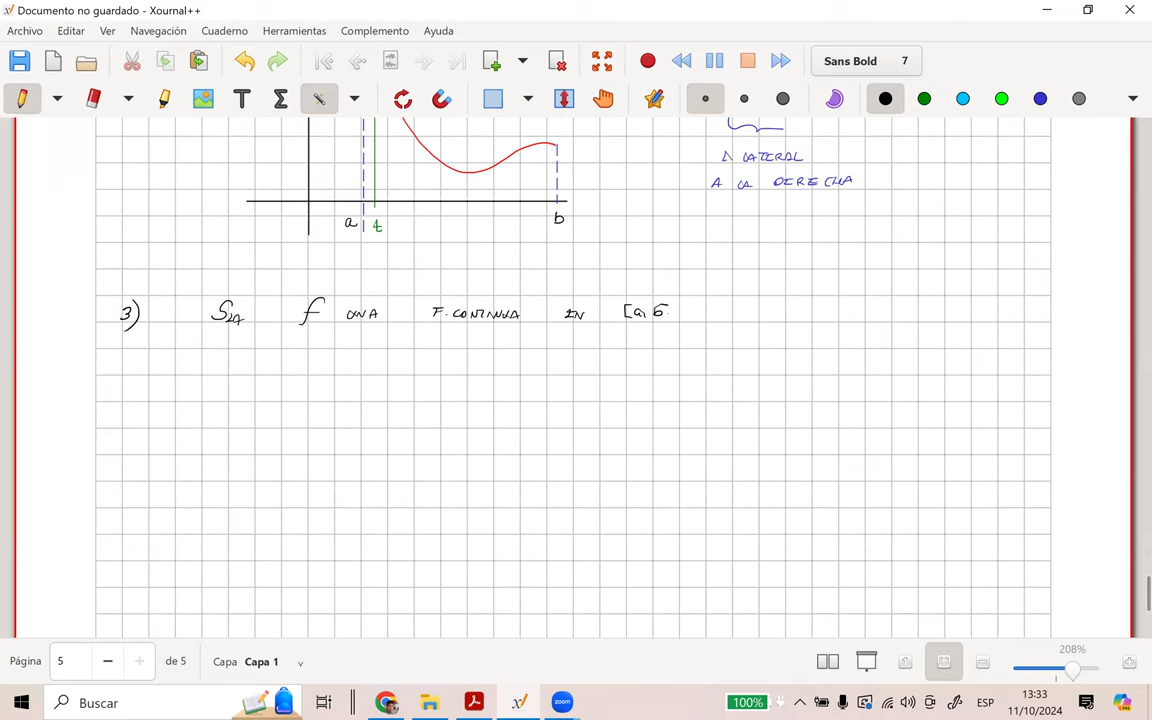 Documento no guardado - Xournal++
Archivo Editar Ver Navegación Cuaderno Herramientas Complemento Ayuda
Sans Bold 7
LATERAL
A LA DERECHA
a t b
3) SEA f UNA F. CONTINUA EN [a, b
Página 5 de 5 Capa Capa 1 208%
Buscar 100% ESP 13:33 11/10/2024